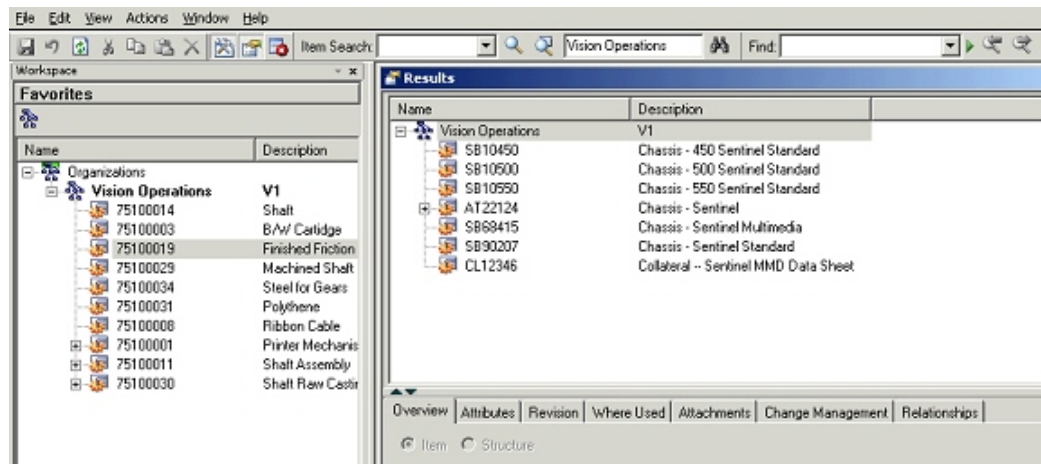 File Edit View Actions Window Help
Item Search: Vision Operations Find:
Workspace
Favorites
Name Description
Organizations
Vision Operations V1
75100014 Shaft
75100003 B/W Cartidge
75100019 Finished Friction
75100029 Machined Shaft
75100034 Steel for Gears
75100031 Polythene
75100008 Ribbon Cable
75100001 Printer Mechanis
75100011 Shaft Assembly
75100030 Shaft Raw Castin
Results
Name Description
Vision Operations V1
SB10450 Chassis - 450 Sentinel Standard
SB10500 Chassis - 500 Sentinel Standard
SB10550 Chassis - 550 Sentinel Standard
AT22124 Chassis - Sentinel
SB68415 Chassis - Sentinel Multimedia
SB90207 Chassis - Sentinel Standard
CL12346 Collateral -- Sentinel MMD Data Sheet
Overview Attributes Revision Where Used Attachments Change Management Relationships
Item Structure